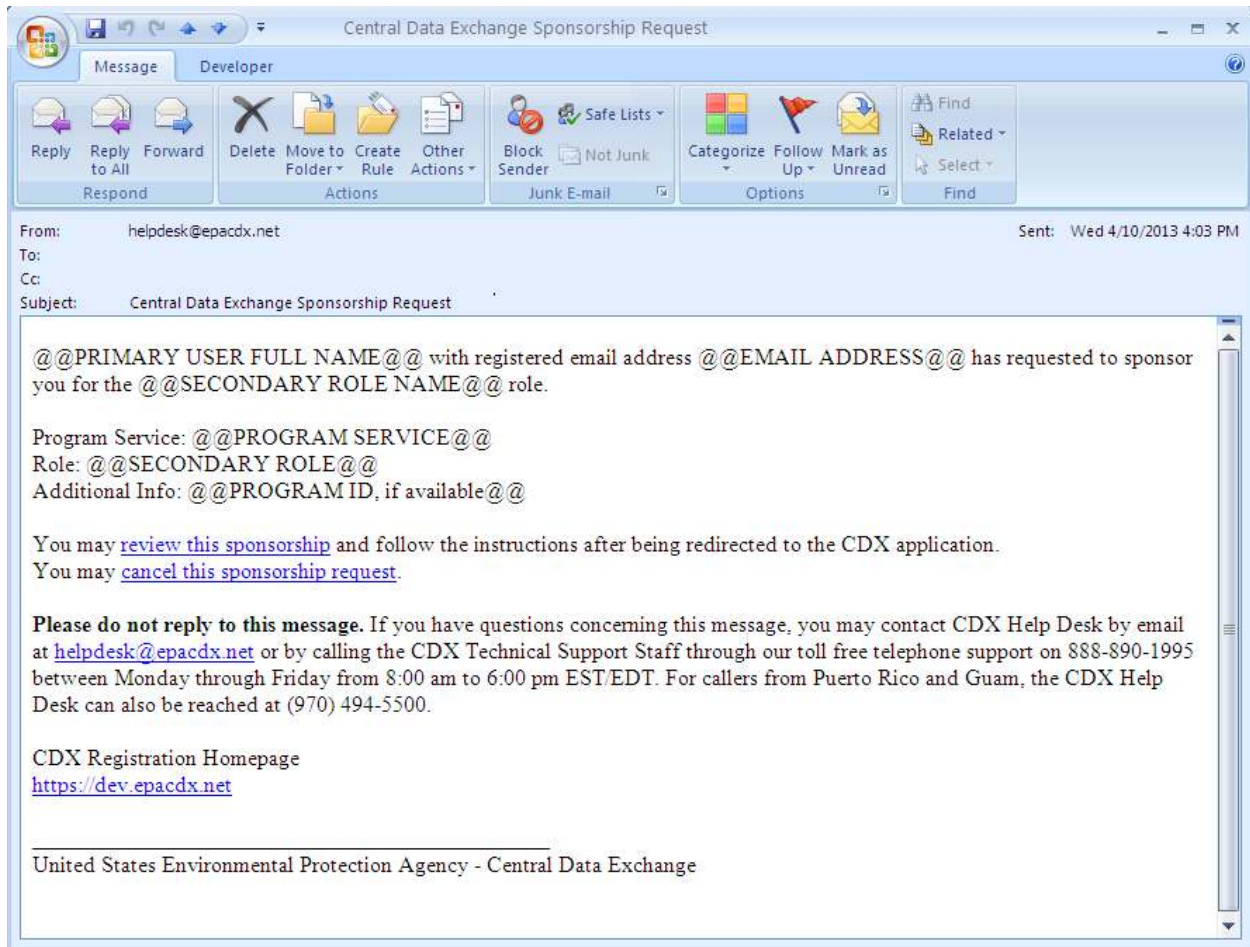 Central Data Exchange Sponsorship Request
Message Developer
Reply
Reply to All
Forward
Delete
Move to Folder
Create Rule
Other Actions
Block Sender
Safe Lists
Not Junk
Categorize
Follow Up
Mark as Unread
Find
Related
Select
Respond
Actions
Junk E-mail
Options
Find
From: helpdesk@epacdx.net Sent: Wed 4/10/2013 4:03 PM
To:
Cc:
Subject: Central Data Exchange Sponsorship Request
@@PRIMARY USER FULL NAME@@ with registered email address @@EMAIL ADDRESS@@ has requested to sponsor
you for the @@SECONDARY ROLE NAME@@ role.
Program Service: @@PROGRAM SERVICE@@
Role: @@SECONDARY ROLE@@
Additional Info: @@PROGRAM ID, if available@@
You may review this sponsorship and follow the instructions after being redirected to the CDX application.
You may cancel this sponsorship request.
Please do not reply to this message. If you have questions concerning this message, you may contact CDX Help Desk by email
at helpdesk@epacdx.net or by calling the CDX Technical Support Staff through our toll free telephone support on 888-890-1995
between Monday through Friday from 8:00 am to 6:00 pm EST/EDT. For callers from Puerto Rico and Guam, the CDX Help
Desk can also be reached at (970) 494-5500.
CDX Registration Homepage
https://dev.epacdx.net
United States Environmental Protection Agency - Central Data Exchange